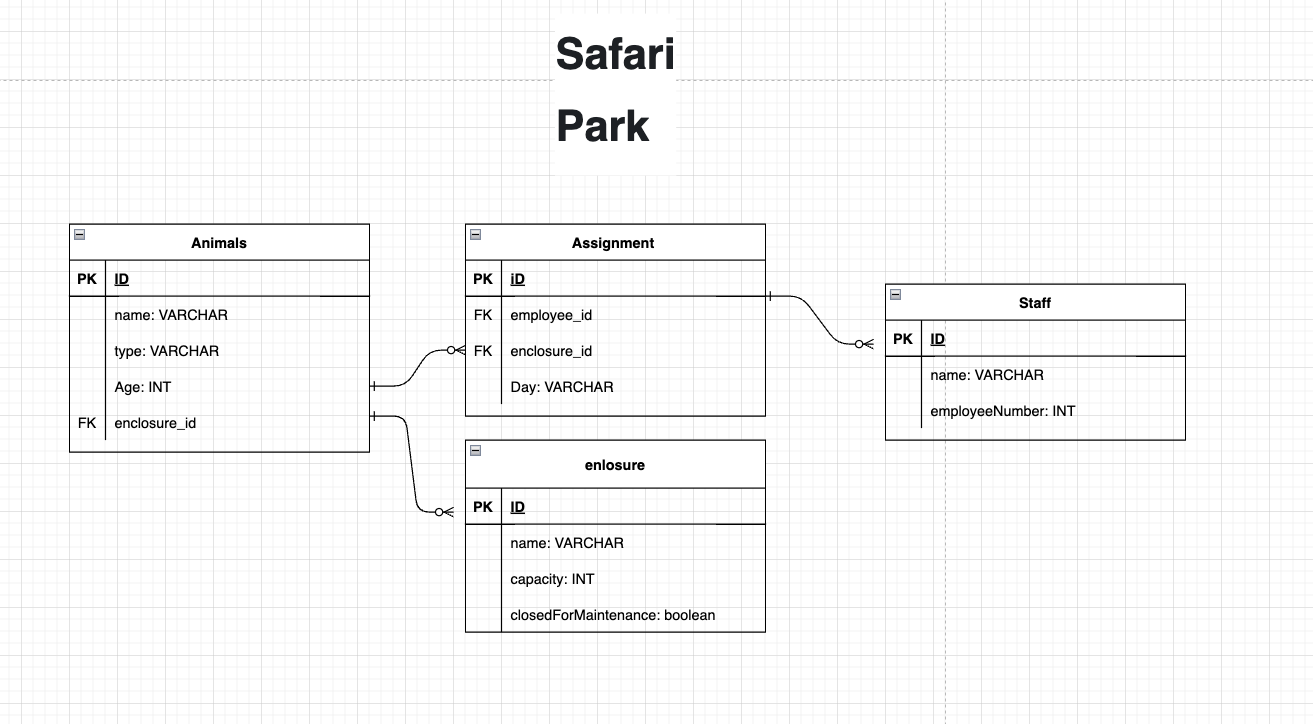 Safari
Park
Animals
PK ID
name: VARCHAR
type: VARCHAR
Age: INT
FK enclosure_id
Assignment
PK iD
FK employee_id
FK enclosure_id
Day: VARCHAR
Staff
PK ID
name: VARCHAR
employeeNumber: INT
enlosure
PK ID
name: VARCHAR
capacity: INT
closedForMaintenance: boolean